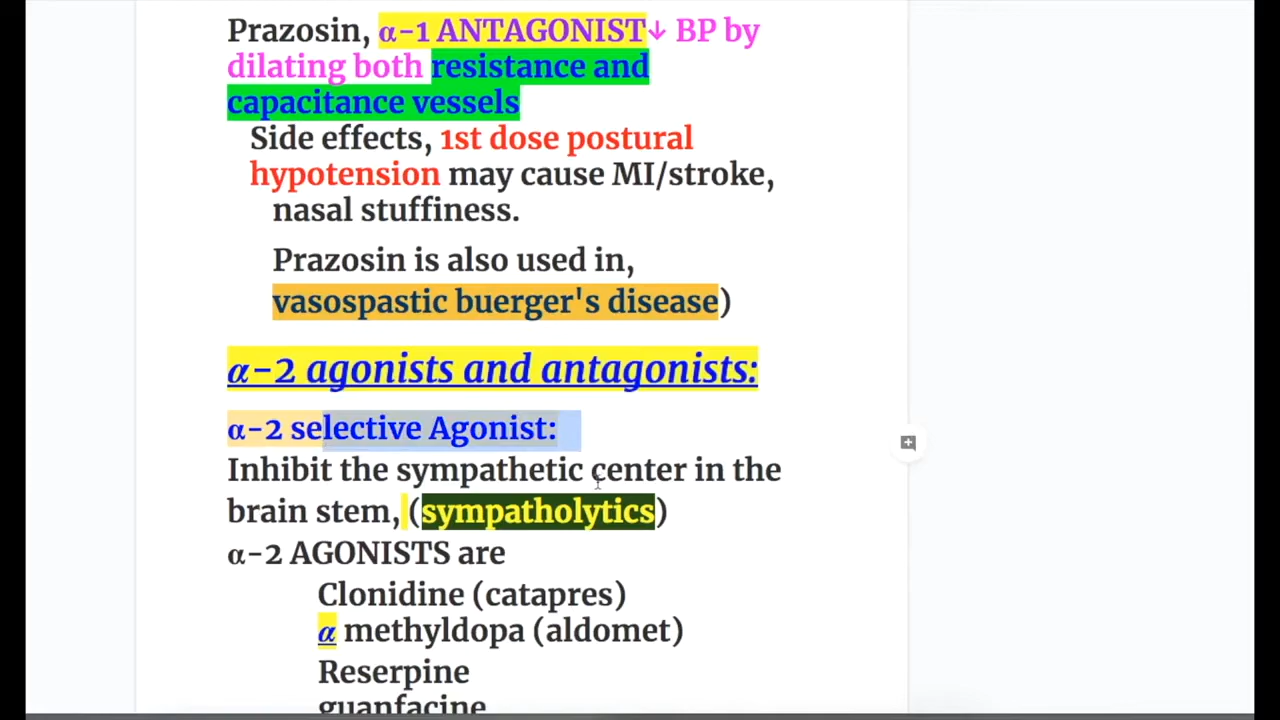 Prazosin, α-1 ANTAGONIST↓ BP by
dilating both resistance and
capacitance vessels
Side effects, 1st dose postural
hypotension may cause MI/stroke,
nasal stuffiness.
Prazosin is also used in,
vasospastic buerger's disease)
α-2 agonists and antagonists:
α-2 selective Agonist:
Inhibit the sympathetic center in the
brain stem, (sympatholytics)
α-2 AGONISTS are
Clonidine (catapres)
α methyldopa (aldomet)
Reserpine
guanfacine